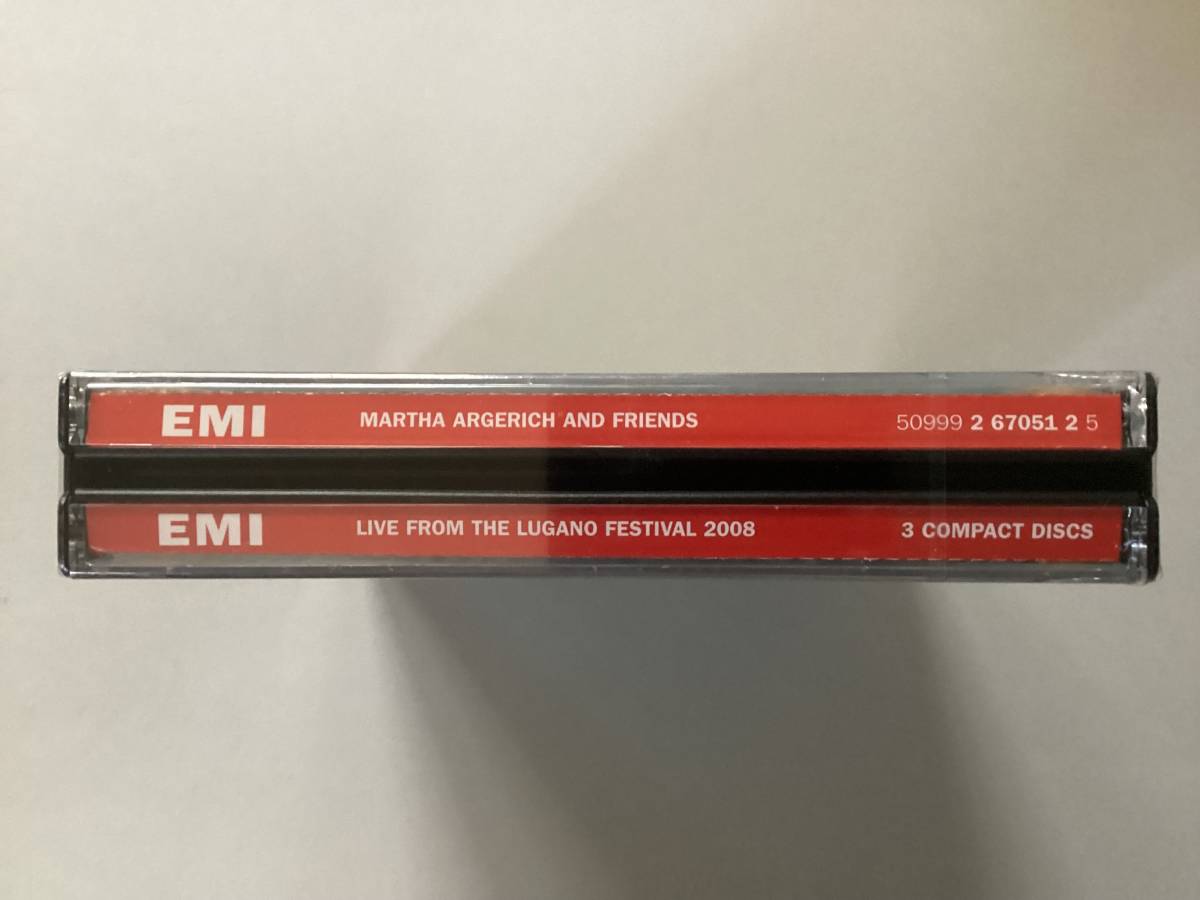 EMI MARTHA ARGERICH AND FRIENDS 50999 2 67051 2 5
EMI LIVE FROM THE LUGANO FESTIVAL 2008 3 COMPACT DISCS